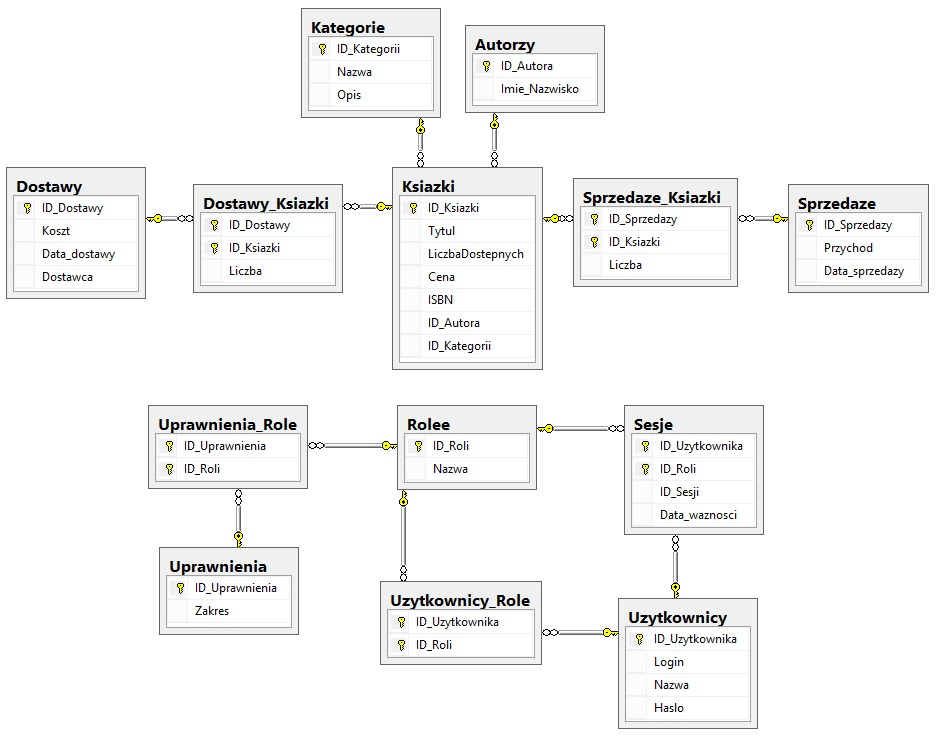 Kategorie
ID_Kategorii
Nazwa
Opis
Autorzy
ID_Autora
Imie_Nazwisko
Dostawy
ID_Dostawy
Koszt
Data_dostawy
Dostawca
Dostawy_Ksiazki
ID_Dostawy
ID_Ksiazki
Liczba
Ksiazki
ID_Ksiazki
Tytul
LiczbaDostepnych
Cena
ISBN
ID_Autora
ID_Kategorii
Sprzedaze_Ksiazki
ID_Sprzedazy
ID_Ksiazki
Liczba
Sprzedaze
ID_Sprzedazy
Przychod
Data_sprzedazy
Uprawnienia_Role
ID_Uprawnienia
ID_Roli
Rolee
ID_Roli
Nazwa
Sesje
ID_Uzytkownika
ID_Roli
ID_Sesji
Data_waznosci
Uprawnienia
ID_Uprawnienia
Zakres
Uzytkownicy_Role
ID_Uzytkownika
ID_Roli
Uzytkownicy
ID_Uzytkownika
Login
Nazwa
Haslo